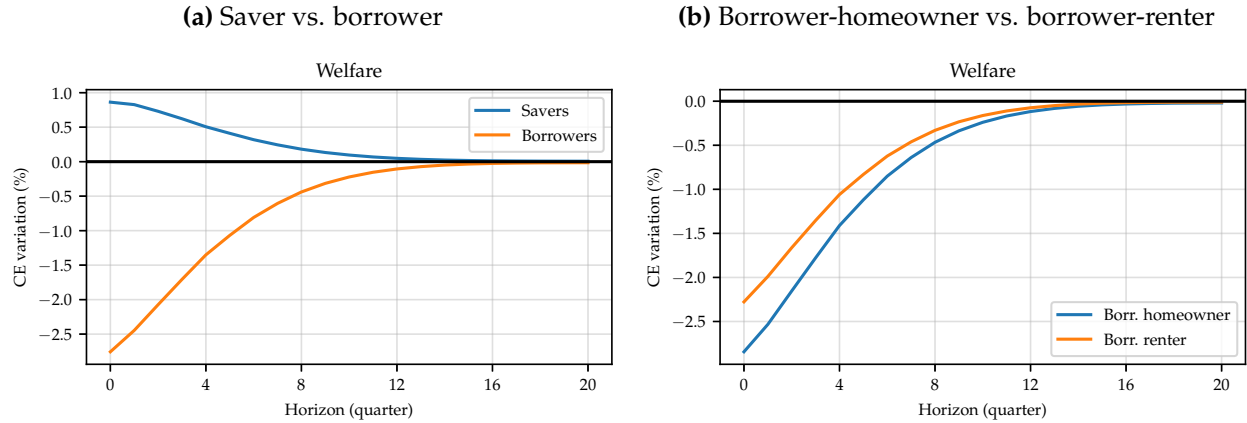 (a) Saver vs. borrower
Welfare
CE variation (%)
1.0
0.5
0.0
−0.5
−1.0
−1.5
−2.0
−2.5
Savers
Borrowers
0 4 8 12 16 20
Horizon (quarter)
(b) Borrower-homeowner vs. borrower-renter
Welfare
CE variation (%)
0.0
−0.5
−1.0
−1.5
−2.0
−2.5
Borr. homeowner
Borr. renter
0 4 8 12 16 20
Horizon (quarter)